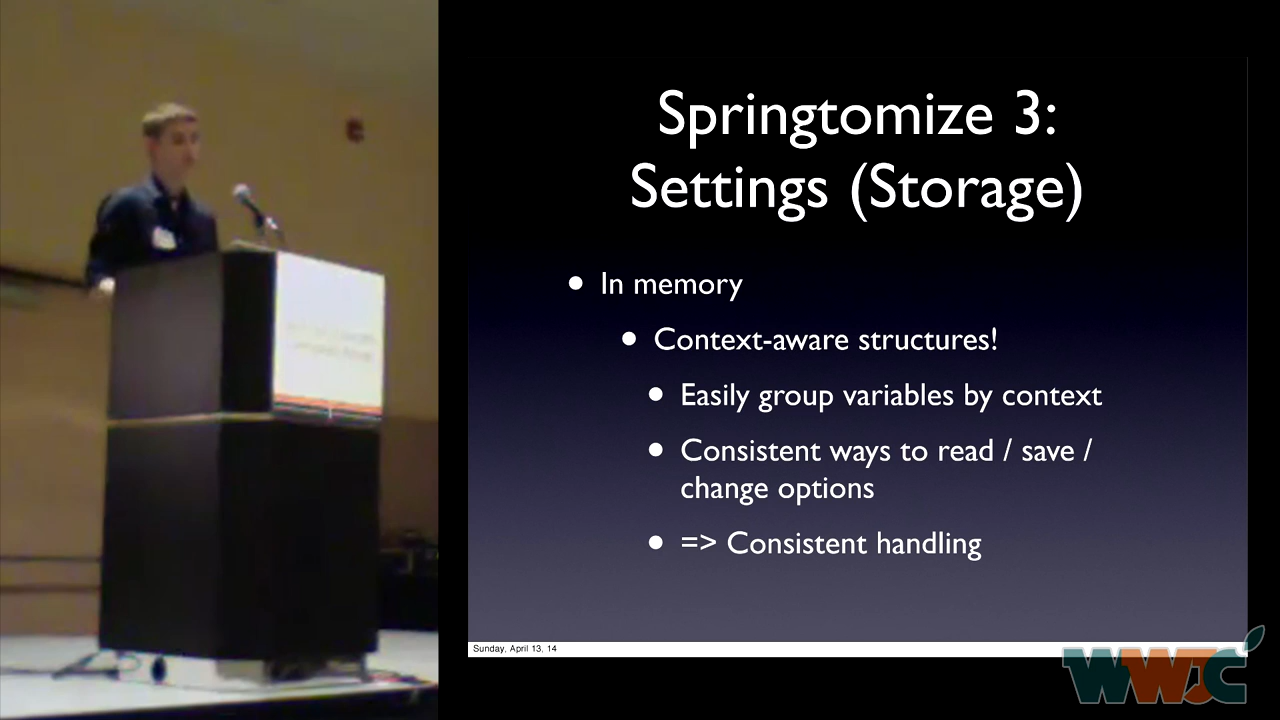 Springtomize 3:
Settings (Storage)
• In memory
• Context-aware structures!
• Easily group variables by context
• Consistent ways to read / save /
change options
• => Consistent handling
Sunday, April 13, 14
WWJC